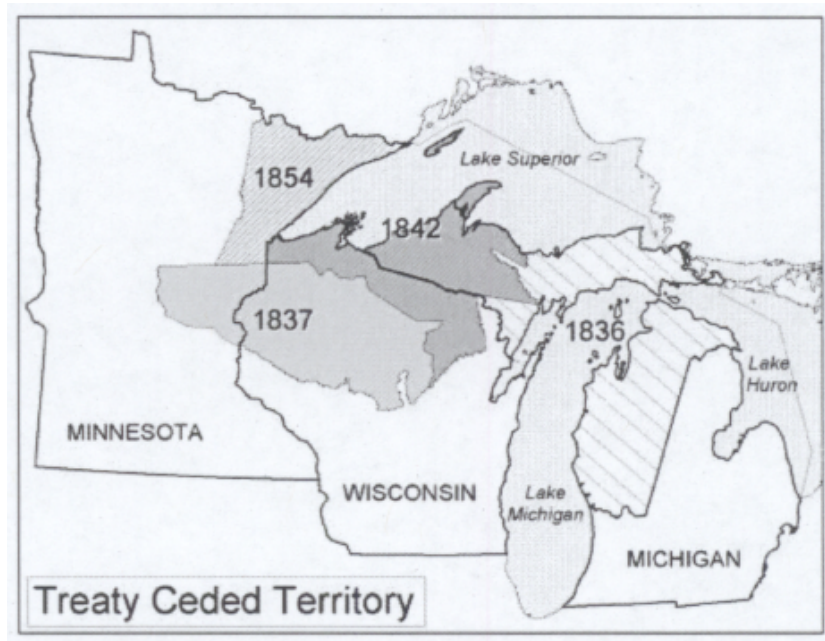 1854
Lake Superior
1842
1837
1836
Lake
Huron
MINNESOTA
WISCONSIN
Lake
Michigan
MICHIGAN
Treaty Ceded Territory